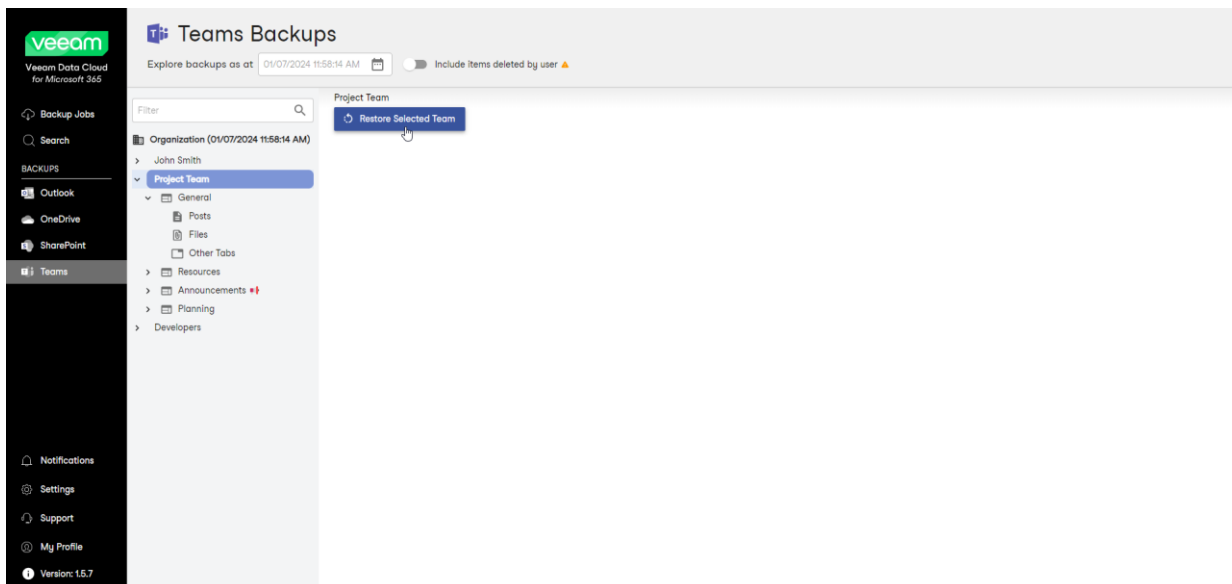 veeam
Veeam Data Cloud
for Microsoft 365
Backup Jobs
Search
BACKUPS
Outlook
OneDrive
SharePoint
Teams
Notifications
Settings
Support
My Profile
Version: 1.5.7
Teams Backups
Explore backups as at 01/07/2024 11:58:14 AM Include items deleted by user
Filter
Organization (01/07/2024 11:58:14 AM)
John Smith
Project Team
General
Posts
Files
Other Tabs
Resources
Announcements
Planning
Developers
Project Team
Restore Selected Team